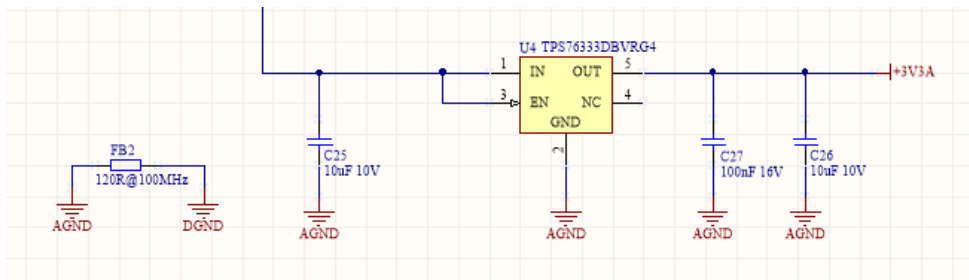 U4 TPS76333DBVRG4
1 IN OUT 5 +3V3A
3 EN NC 4
GND
2
FB2
120R@100MHz
C25
10uF 10V
C27
100nF 16V
C26
10uF 10V
AGND DGND AGND AGND AGND AGND